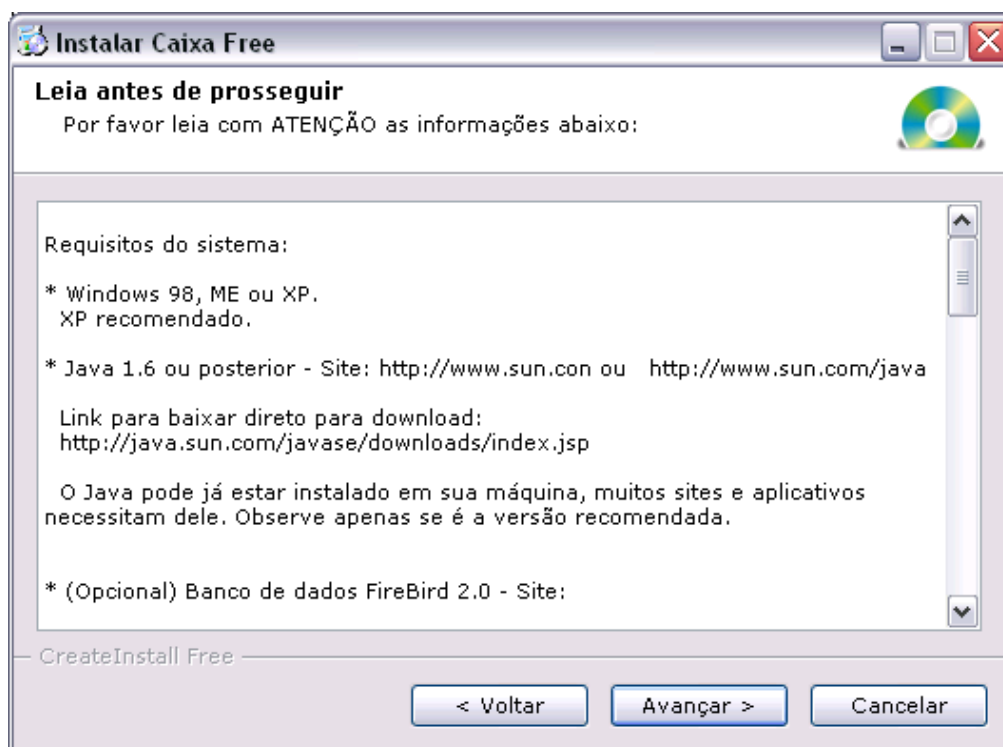 Instalar Caixa Free
Leia antes de prosseguir
Por favor leia com ATENÇÃO as informações abaixo:
Requisitos do sistema:
* Windows 98, ME ou XP.
XP recomendado.
* Java 1.6 ou posterior - Site: http://www.sun.con ou http://www.sun.com/java
Link para baixar direto para download:
http://java.sun.com/javase/downloads/index.jsp
O Java pode já estar instalado em sua máquina, muitos sites e aplicativos
necessitam dele. Observe apenas se é a versão recomendada.
* (Opcional) Banco de dados FireBird 2.0 - Site:
CreateInstall Free
< Voltar
Avançar >
Cancelar